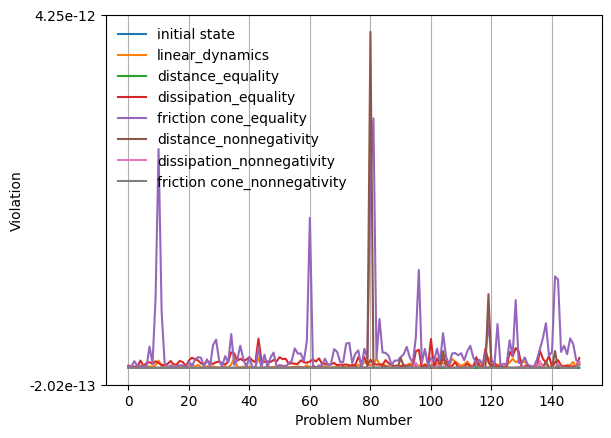 4.25e-12
initial state
linear_dynamics
distance_equality
dissipation_equality
friction cone_equality
distance_nonnegativity
dissipation_nonnegativity
friction cone_nonnegativity
Violation
-2.02e-13
0 20 40 60 80 100 120 140
Problem Number